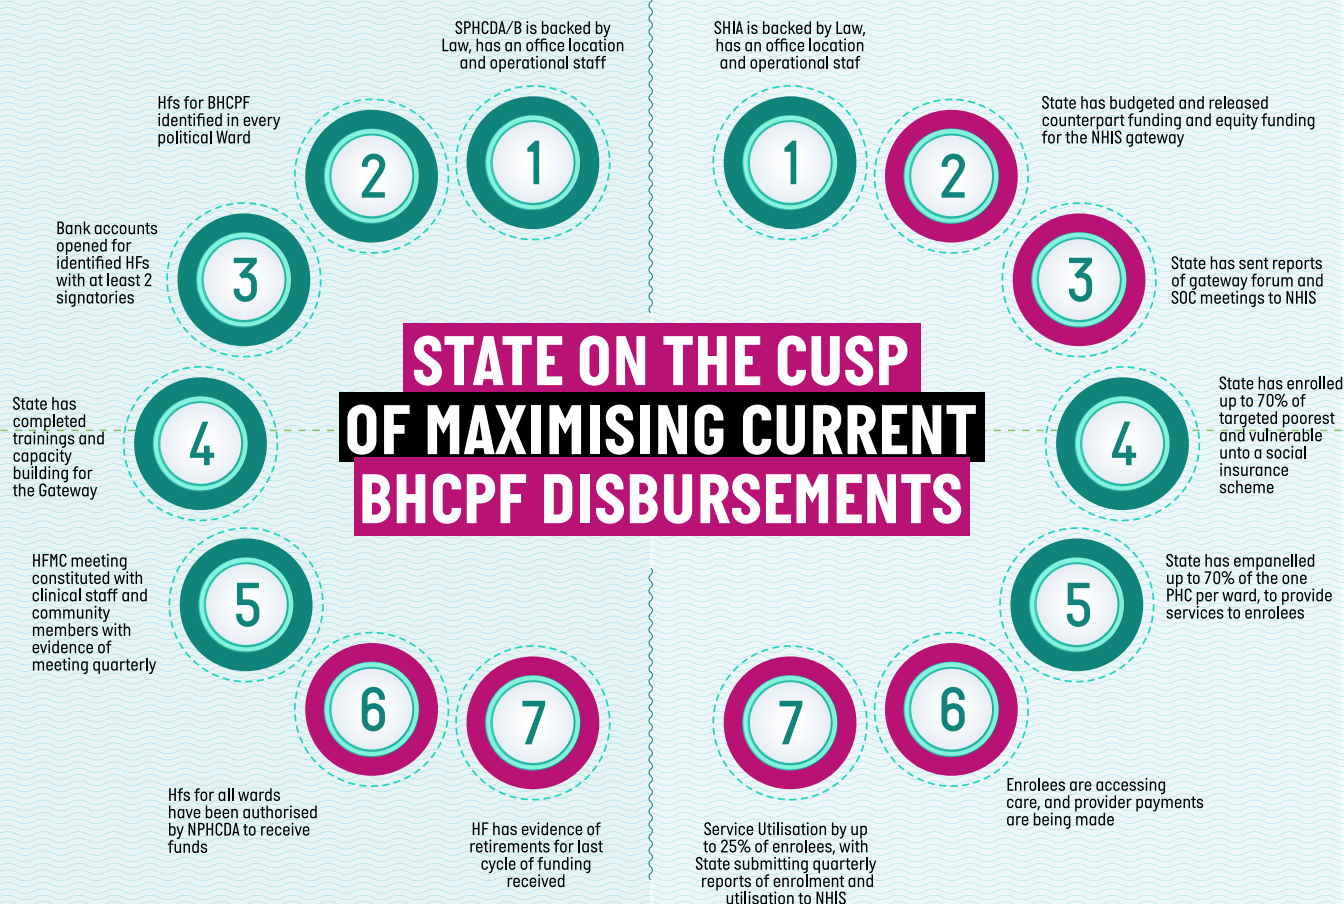 SPHCDA/B is backed by
Law, has an office location
and operational staff
1
Hfs for BHCPF
identified in every
political Ward
2
Bank accounts
opened for
identified HFs
with at least 2
signatories
3
State has
completed
trainings and
capacity
building for
the Gateway
4
HFMC meeting
constituted with
clinical staff and
community
members with
evidence of
meeting quarterly
5
Hfs for all wards
have been authorised
by NPHCDA to receive
funds
6
HF has evidence of
retirements for last
cycle of funding
received
7
STATE ON THE CUSP
OF MAXIMISING CURRENT
BHCPF DISBURSEMENTS
SHIA is backed by Law,
has an office location
and operational staf
1
State has budgeted and released
counterpart funding and equity funding
for the NHIS gateway
2
State has sent reports
of gateway forum and
SOC meetings to NHIS
3
State has enrolled
up to 70% of
targeted poorest
and vulnerable
unto a social
insurance
scheme
4
State has empanelled
up to 70% of the one
PHC per ward, to provide
services to enrolees
5
Enrolees are accessing
care, and provider payments
are being made
6
Service Utilisation by up
to 25% of enrolees, with
State submitting quarterly
reports of enrolment and
utilisation to NHIS
7